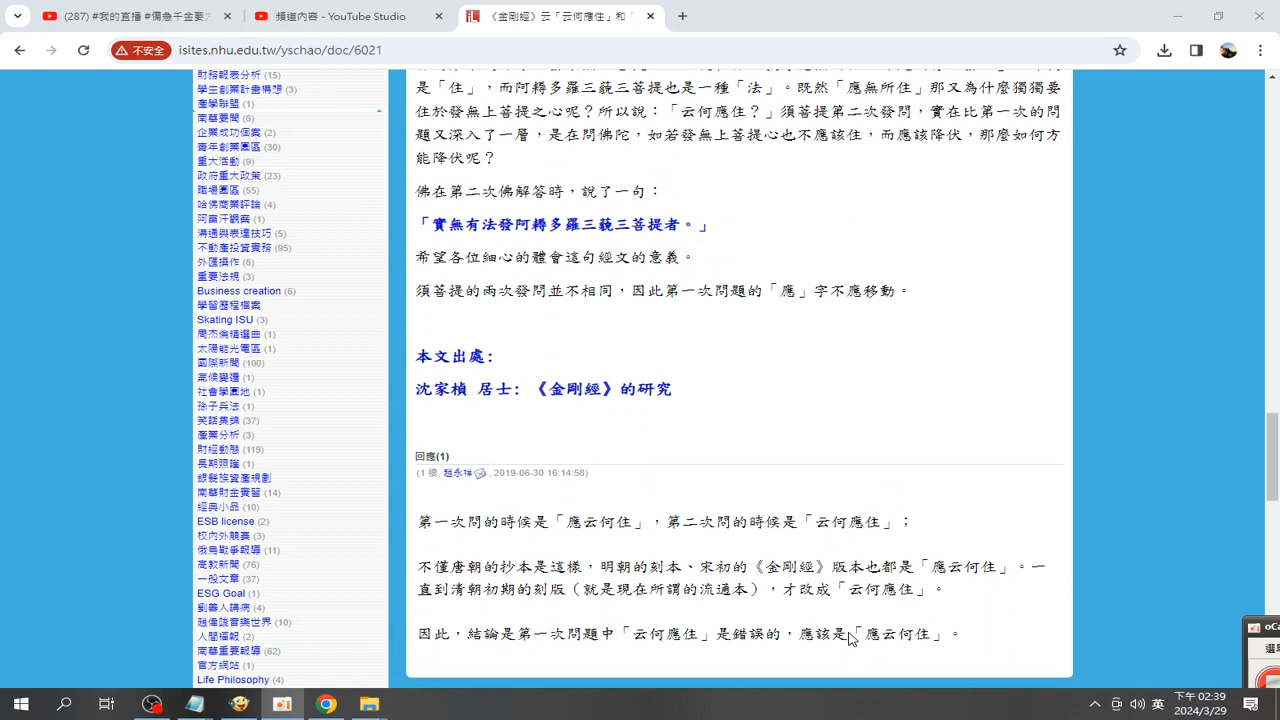 (287) #我的直播 #備急千金要方
頻道內容 - YouTube Studio
《金剛經》云「云何應住」和「
不安全
isites.nhu.edu.tw/yschao/doc/6021
財務報表分析 (15)
學生創業計畫構想 (3)
產學聯盟 (1)
南華要聞 (8)
企業成功個案 (2)
青年創業園區 (30)
重大活動 (9)
政府重大政策 (23)
職場園區 (55)
哈佛商業評論 (4)
阿富汗觀察 (1)
溝通與表達技巧 (5)
不動產投資實務 (95)
外匯操作 (8)
重要法規 (3)
Business creation (6)
學習歷程檔案
Skating ISU (3)
周杰倫精選曲 (1)
太陽能光電區 (1)
國際新聞 (100)
氣候變遷 (1)
社會學園地 (1)
孫子兵法 (1)
笑話集錦 (37)
產業分析 (3)
財經動態 (119)
長期照護 (1)
銀髮族資產規劃
南華財金實習 (14)
經典小品 (10)
ESB license (2)
校內外競賽 (3)
俄烏戰爭報導 (11)
高教新聞 (76)
一般文章 (37)
ESG Goal (1)
劉善人講病 (4)
趙偉竣音樂世界 (10)
人間福報 (2)
南華重要報導 (62)
官方網站 (1)
Life Philosophy (4)
是「住」，而阿耨多羅三藐三菩提也是一種「法」。既然「應無所住」那又為什麼獨獨要
住於發無上菩提之心呢？所以說：「云何應住？」須菩提第二次發問，實在比第一次的問
題又深入了一層，是在問佛陀，如若發無上菩提心也不應該住，而應該降伏，那麼如何方
能降伏呢？
佛在第二次佛解答時，說了一句：
「實無有法發阿耨多羅三藐三菩提者。」
希望各位細心的體會這句經文的意義。
須菩提的兩次發問並不相同，因此第一次問題的「應」字不應移動。
本文出處:
沈家楨 居士: 《金剛經》的研究
回應(1)
(1 樓, 趙永祥 , 2019-06-30 16:14:58)
第一次問的時候是「應云何住」，第二次問的時候是「云何應住」；
不僅唐朝的抄本是這樣，明朝的刻本、宋初的《金剛經》版本也都是「應云何住」。一
直到清朝初期的刻版（就是現在所謂的流通本），才改成「云何應住」。
因此，結論是第一次問題中「云何應住」是錯誤的，應該是「應云何住」。
oCa
選單
英
下午 02:39
2024/3/29